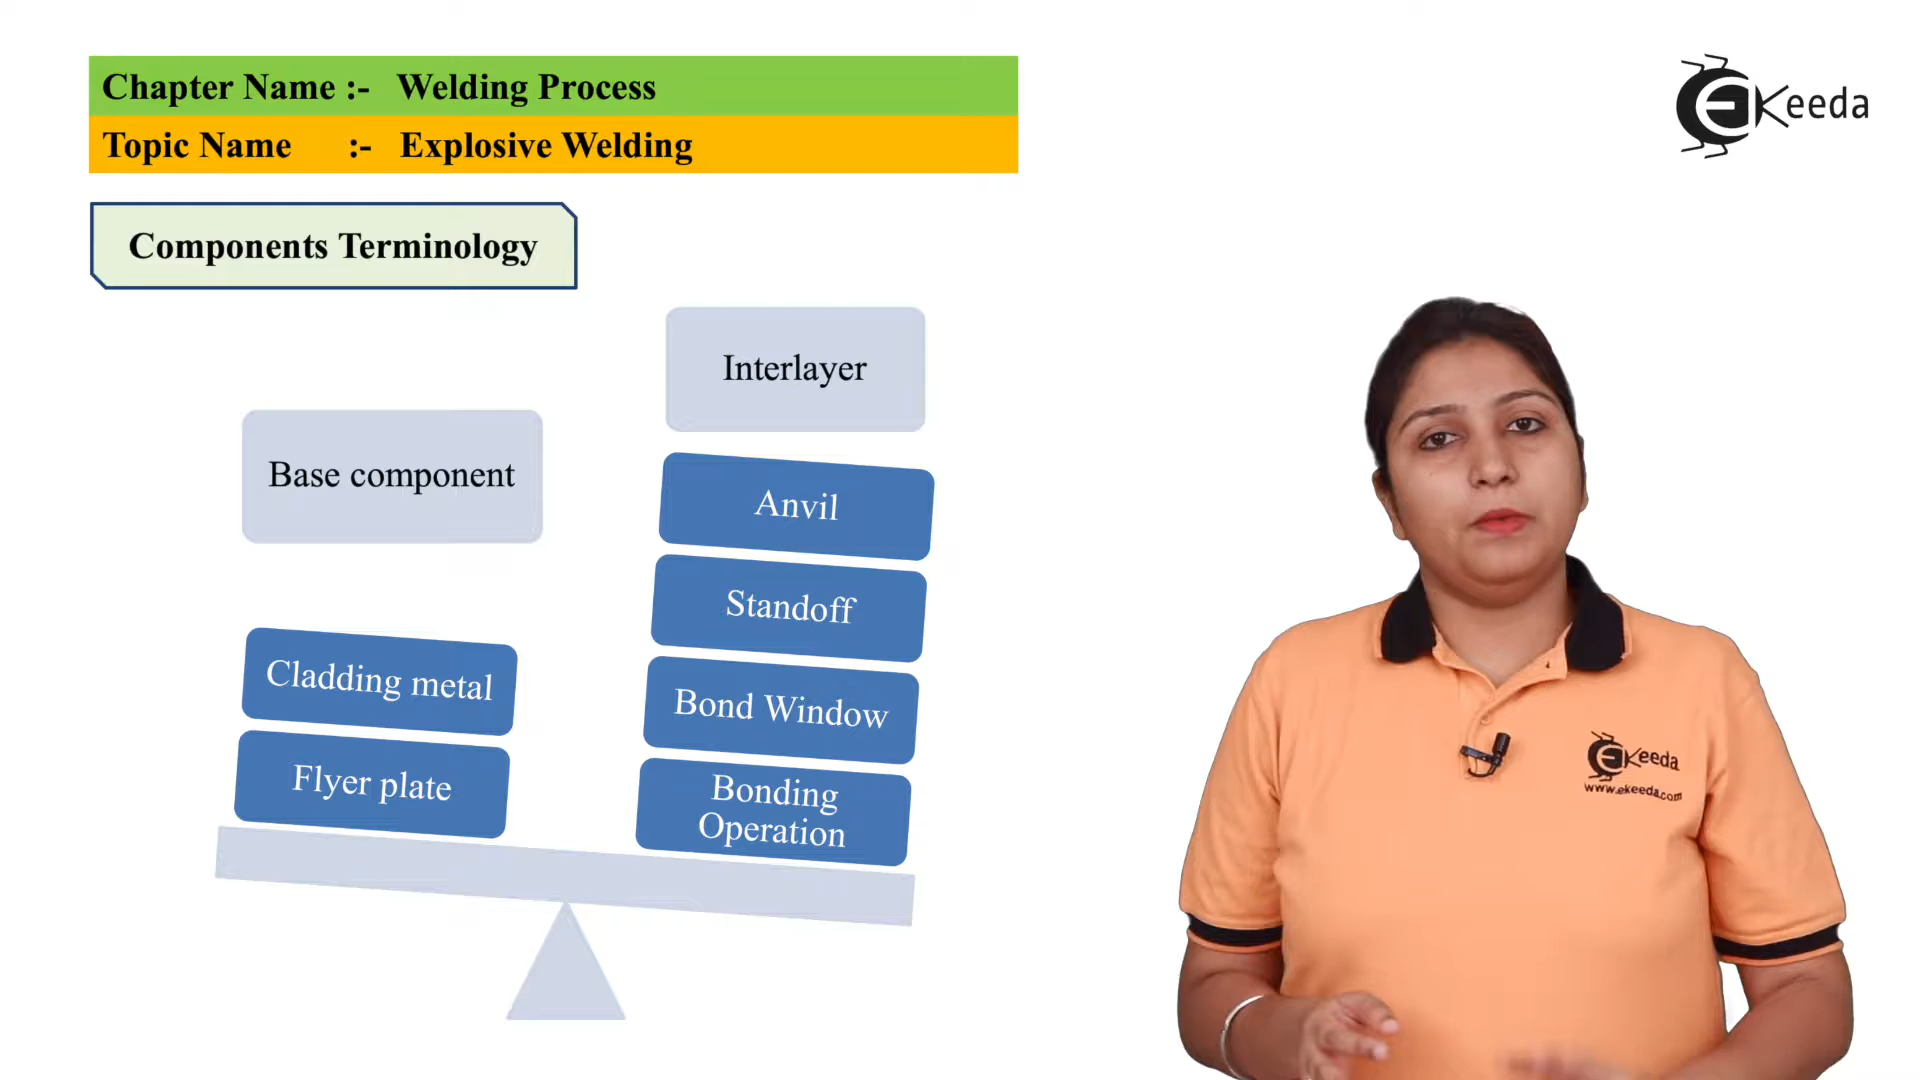 Chapter Name :- Welding Process
Topic Name :- Explosive Welding
Keeda
Components Terminology
Interlayer
Base component
Anvil
Standoff
Cladding metal
Bond Window
Flyer plate
Bonding
Operation
Keeda
www.ekeeda.com